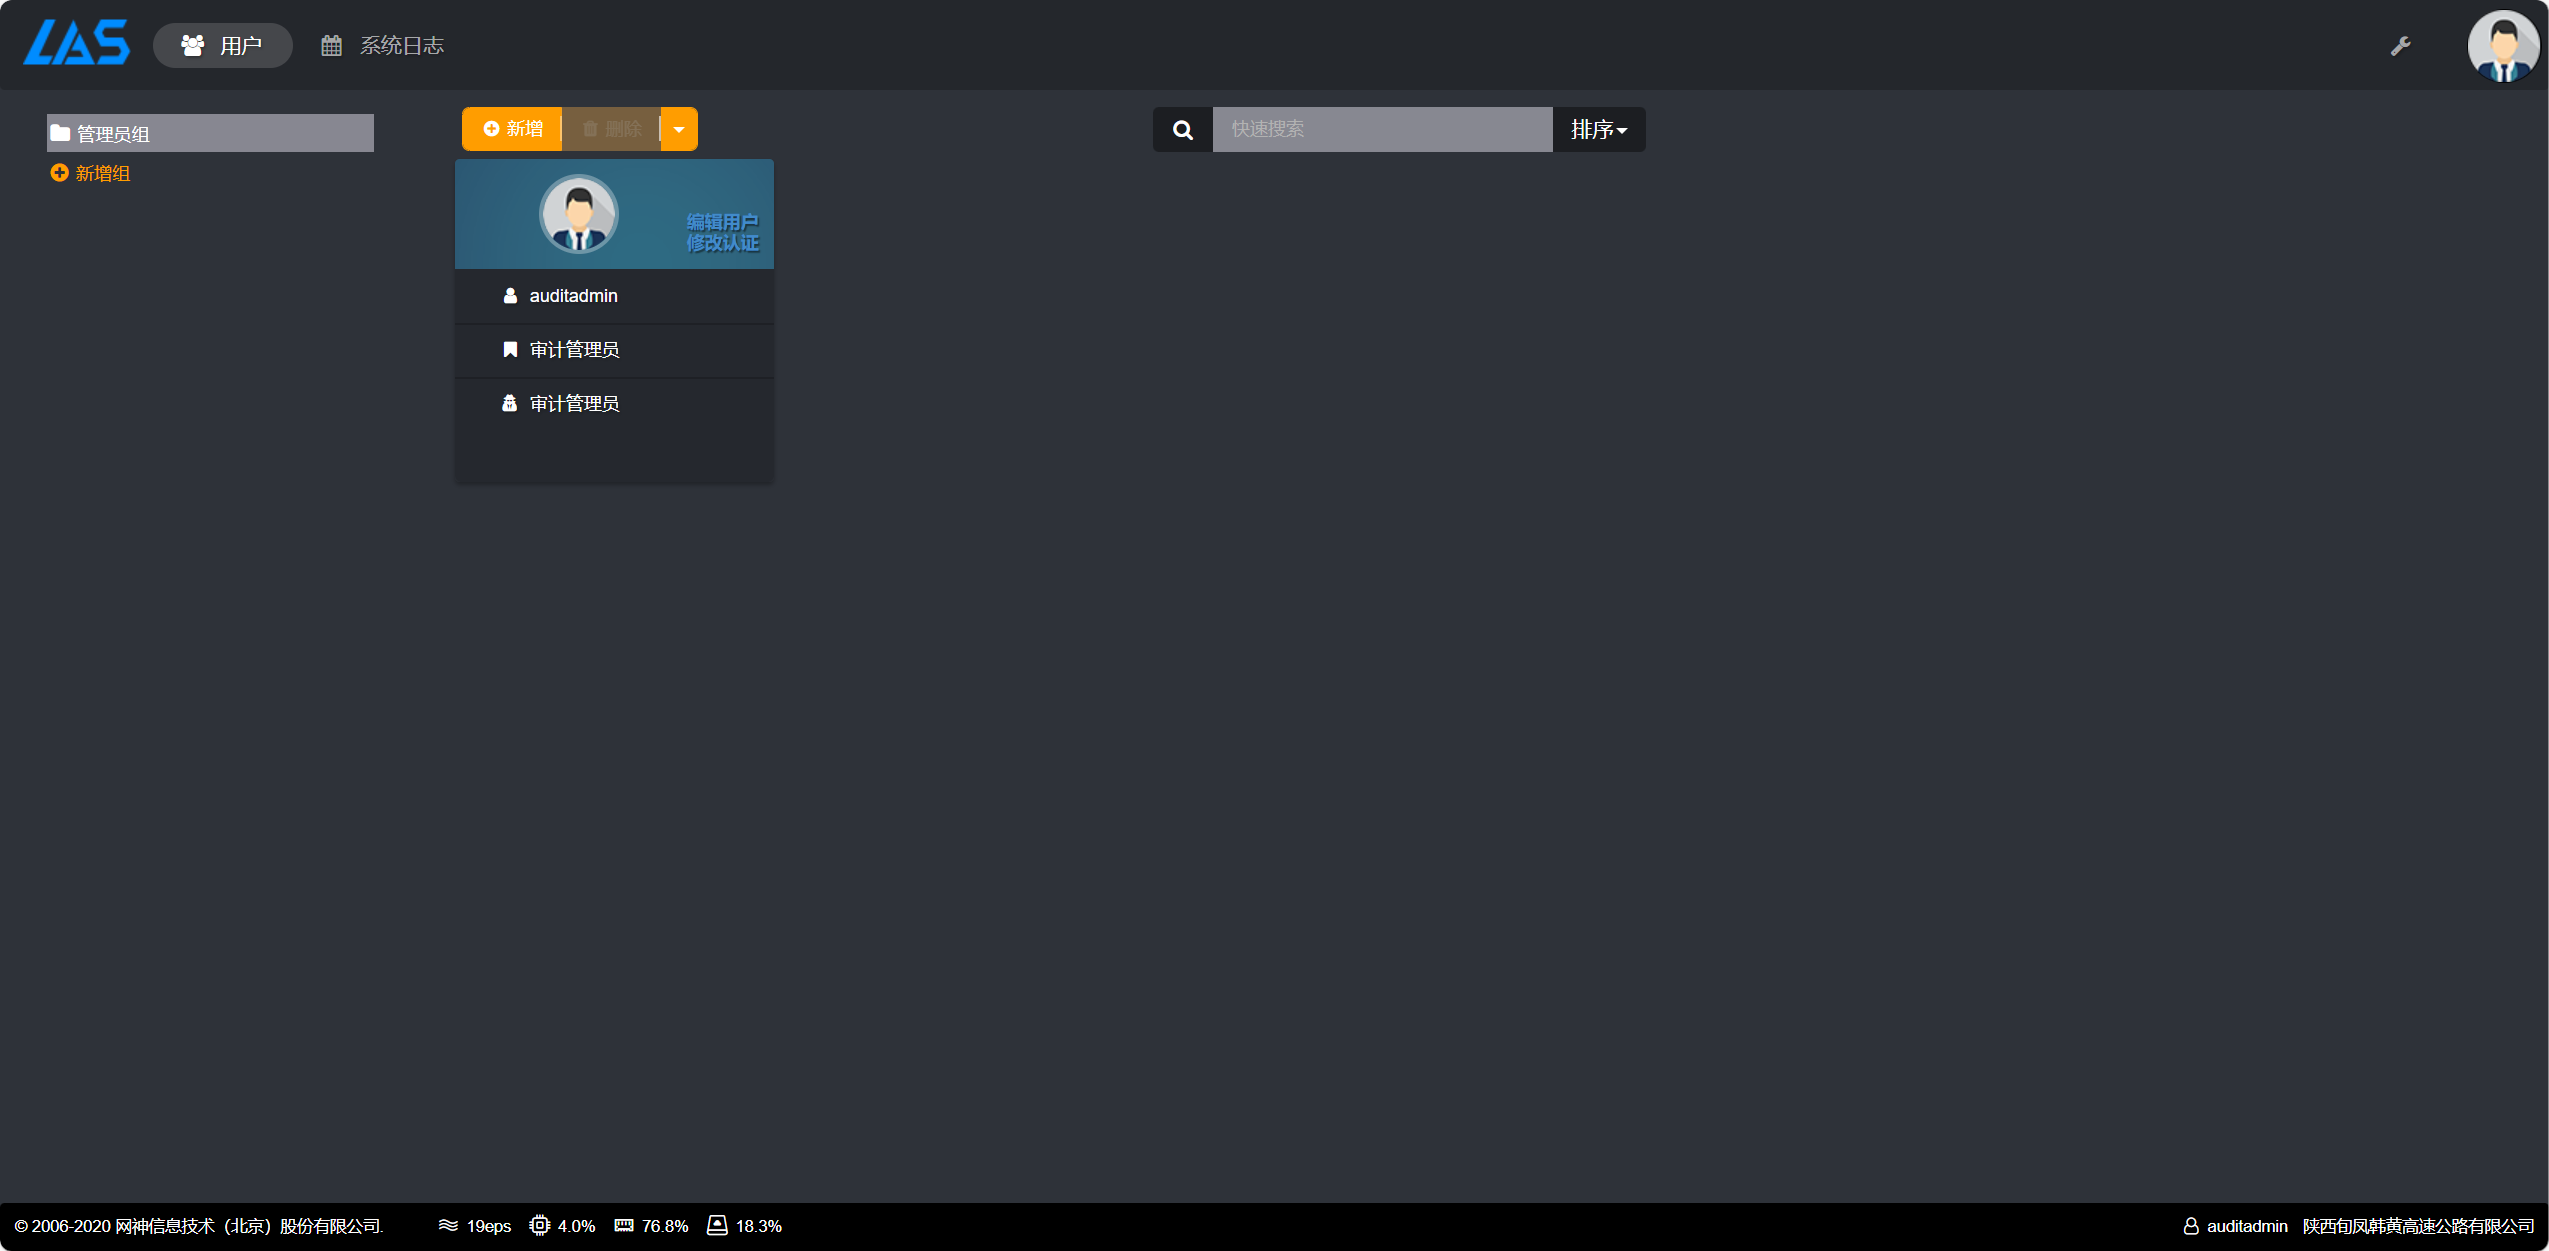 LAS 用户 系统日志
管理员组
新增组
新增 删除
快速搜索 排序
编辑用户
修改认证
auditadmin
审计管理员
审计管理员
© 2006-2020 网神信息技术（北京）股份有限公司. 19eps 4.0% 76.8% 18.3% auditadmin 陕西旬凤韩黄高速公路有限公司